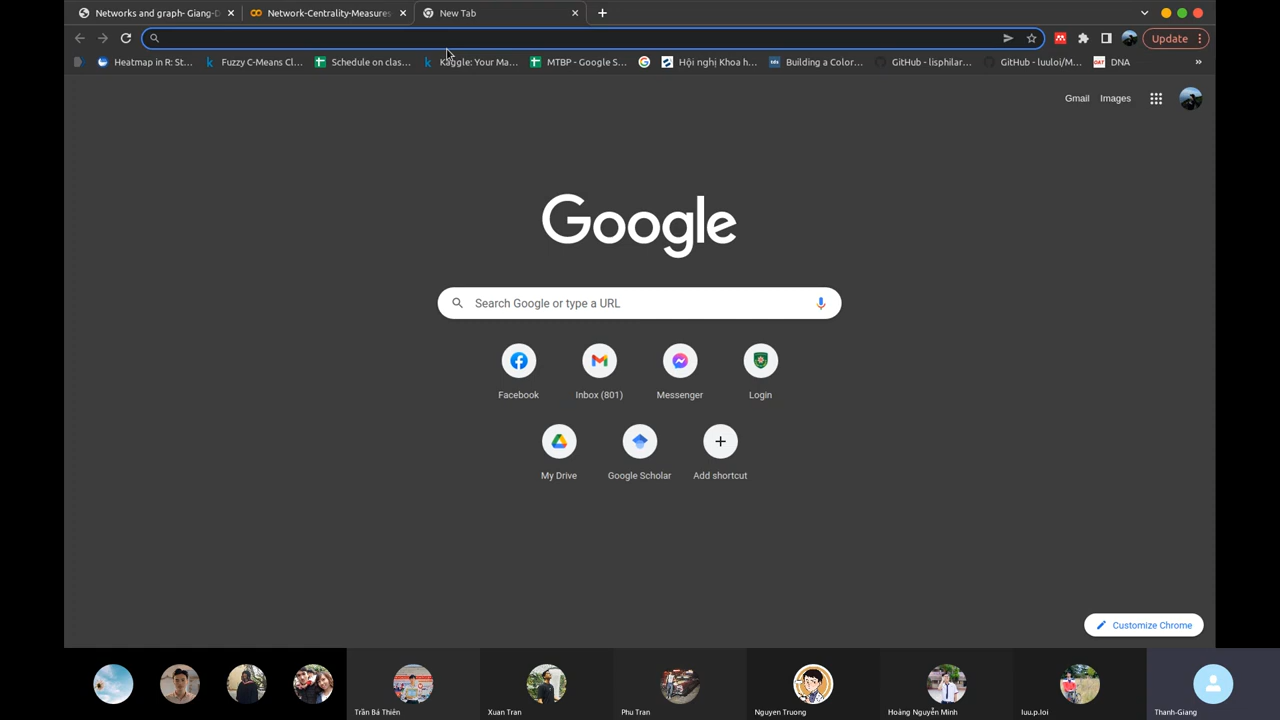 Networks and graph- Giang-D
Network-Centrality-Measures-
New Tab
Update
Heatmap in R: St...
Fuzzy C-Means Cl...
Schedule on clas...
Kaggle: Your Ma...
MTBP - Google S...
Hội nghị Khoa h...
Building a Color...
GitHub - lisphilar...
GitHub - luuloi/M...
DNA
»
Gmail
Images
Google
Search Google or type a URL
Facebook
Inbox (801)
Messenger
Login
My Drive
Google Scholar
Add shortcut
Customize Chrome
Trần Bá Thiên
Xuan Tran
Phu Tran
Nguyen Truong
Hoàng Nguyễn Minh
luu.p.loi
Thanh-Giang